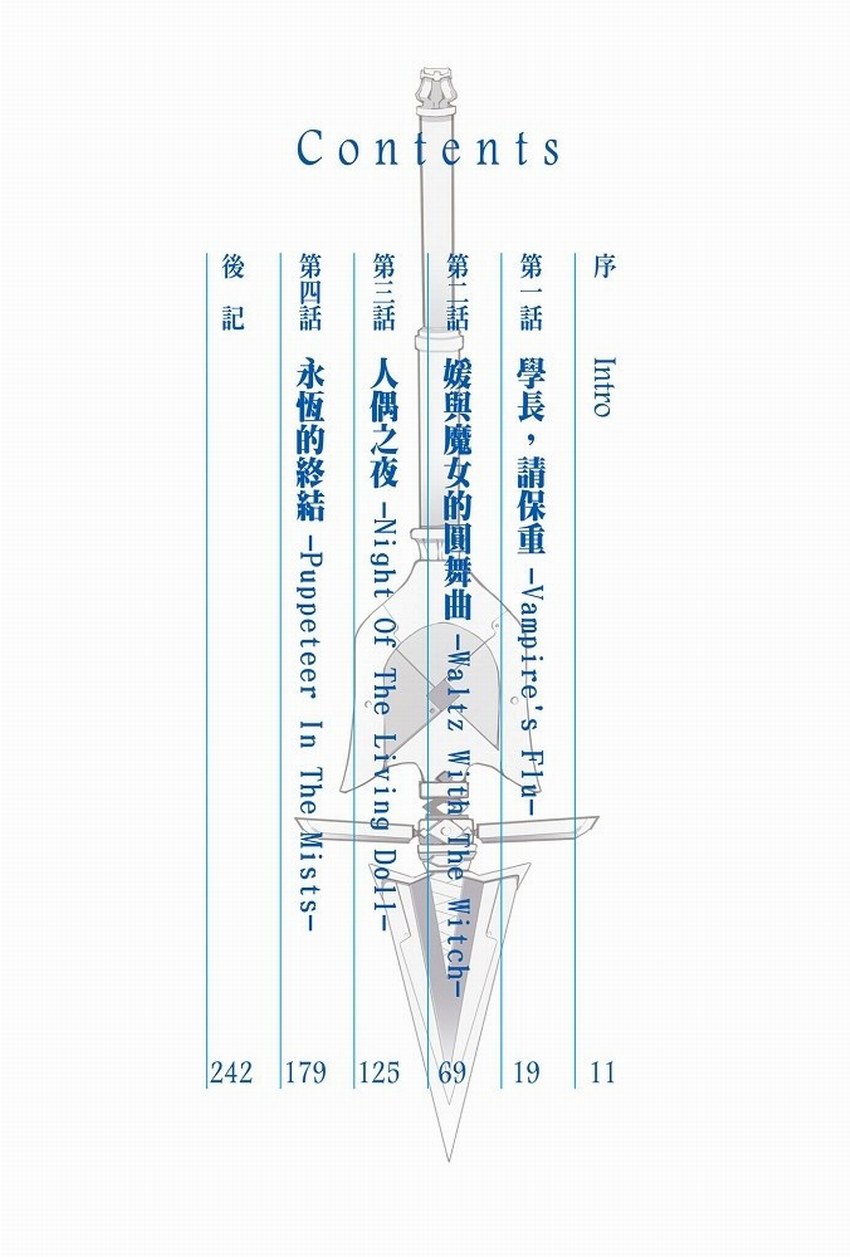 Contents
序 Intro 11
第一話 學長，請保重 -Vampire's Flu- 19
第二話 媛與魔女的圓舞曲 -Waltz With The Witch- 69
第三話 人偶之夜 -Night Of The Living Doll- 125
第四話 永恆的終結 -Puppeteer In The Mists- 179
後記 242